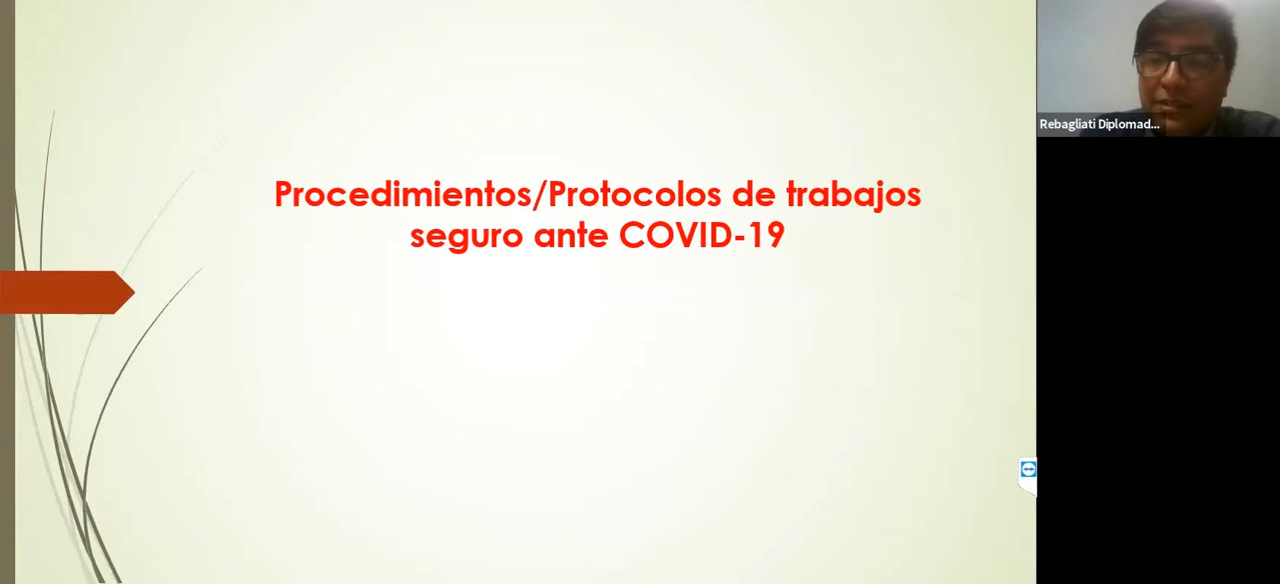 Procedimientos/Protocolos de trabajos
seguro ante COVID-19
Rebagliati Diplomad...